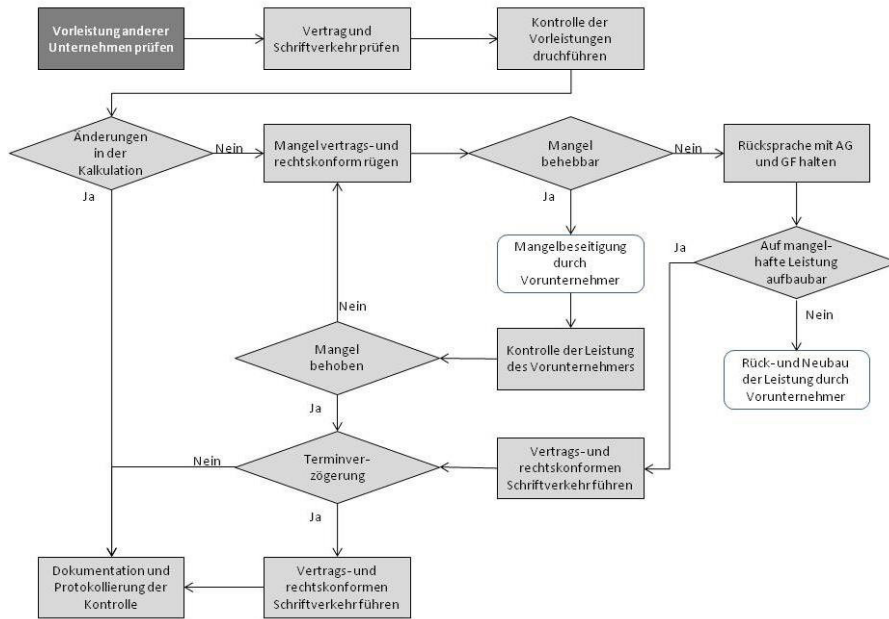 Vorleistung anderer
Unternehmen prüfen
Vertrag und
Schriftverkehr prüfen
Kontrolle der
Vorleistungen
druchführen
Änderungen
in der
Kalkulation
Nein
Mangel vertrags- und
rechtskonform rügen
Mangel
behebbar
Nein
Rücksprache mit AG
und GF halten
Ja
Ja
Mangelbeseitigung
durch
Vorunternehmer
Ja
Auf mangel-
hafte Leistung
aufbaubar
Nein
Nein
Mangel
behoben
Kontrolle der Leistung
des Vorunternehmers
Rück- und Neubau
der Leistung durch
Vorunternehmer
Ja
Nein
Terminver-
zögerung
Vertrags- und
rechtskonformen
Schriftverkehr führen
Ja
Dokumentation und
Protokollierung der
Kontrolle
Vertrags- und
rechtskonformen
Schriftverkehr führen